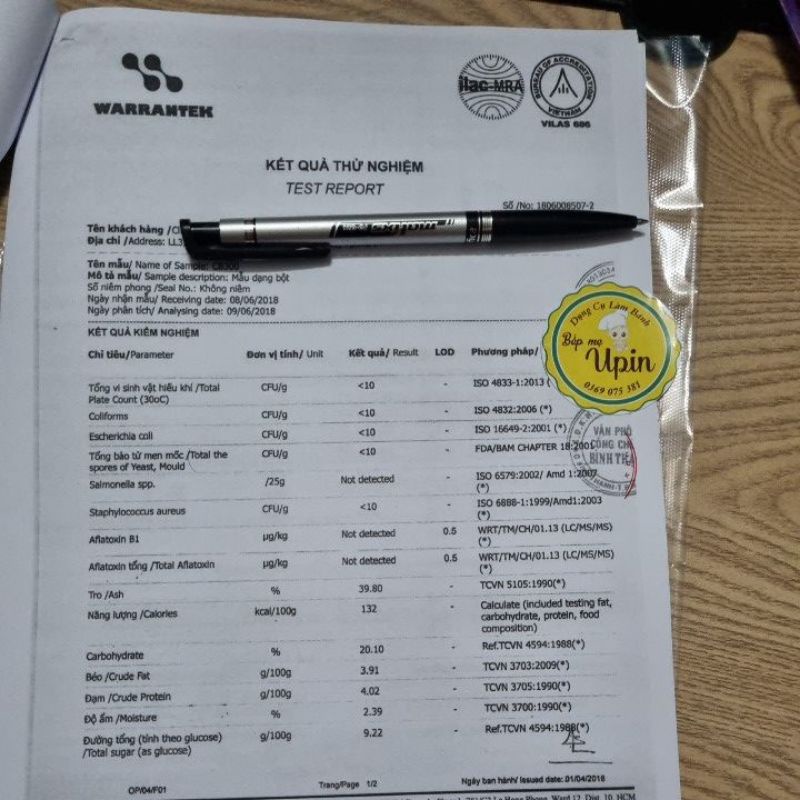 WARRANTEK
ilac-MRA
BUREAU OF ACCREDITATION
VIETNAM
VILAS 686
KẾT QUẢ THỬ NGHIỆM
TEST REPORT
Số /No: 1806008507-2
Tên khách hàng
Địa chỉ /Address:
Tên mẫu/ Name of Sample:
Mô tả mẫu/ Sample description: Mẫu dạng bột
Số niêm phong /Seal No.: Không niêm
Ngày nhận mẫu/ Receiving date: 08/06/2018
Ngày phân tích/ Analysing date: 09/06/2018
KẾT QUẢ KIỂM NGHIỆM
Chỉ tiêu/Parameter Đơn vị tính/ Unit Kết quả/ Result LOD Phương pháp/
Tổng vi sinh vật hiếu khí /Total Plate Count (30oC) CFU/g <10 - ISO 4833-1:2013 (
Coliforms CFU/g <10 - ISO 4832:2006 (*)
Escherichia coli CFU/g <10 - ISO 16649-2:2001 (*)
Tổng bào tử men mốc /Total the spores of Yeast, Mould CFU/g <10 - FDA/BAM CHAPTER 18:2001
Salmonella spp. /25g Not detected - ISO 6579:2002/ Amd 1:2007 (*)
Staphylococcus aureus CFU/g <10 - ISO 6888-1:1999/Amd1:2003 (*)
Aflatoxin B1 µg/kg Not detected 0.5 WRT/TM/CH/01.13 (LC/MS/MS) (*)
Aflatoxin tổng /Total Aflatoxin µg/kg Not detected 0.5 WRT/TM/CH/01.13 (LC/MS/MS) (*)
Tro /Ash % 39.80 - TCVN 5105:1990(*)
Năng lượng /Calories kcal/100g 132 - Calculate (included testing fat, carbohydrate, protein, food composition)
Carbohydrate % 20.10 - Ref.TCVN 4594:1988(*)
Béo /Crude Fat g/100g 3.91 - TCVN 3703:2009(*)
Đạm /Crude Protein g/100g 4.02 - TCVN 3705:1990(*)
Độ ẩm /Moisture % 2.39 - TCVN 3700:1990(*)
Đường tổng (tính theo glucose) /Total sugar (as glucose) g/100g 9.22 - Ref.TCVN 4594:1988(*)
OP/04/F01 Trang/Page 1/2 Ngày ban hành/ Issued date: 01/04/2018
Dụng Cụ Làm Bánh
Bếp mẹ
Upin
0369 075 381
VĂN PHÒ
CÔNG CH